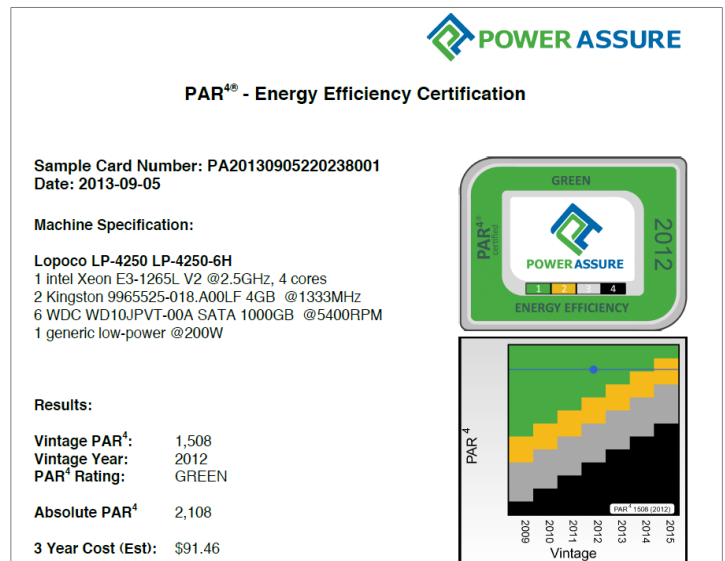 POWER ASSURE
PAR4® - Energy Efficiency Certification
Sample Card Number: PA20130905220238001
Date: 2013-09-05
Machine Specification:
Lopoco LP-4250 LP-4250-6H
1 intel Xeon E3-1265L V2 @2.5GHz, 4 cores
2 Kingston 9965525-018.A00LF 4GB @1333MHz
6 WDC WD10JPVT-00A SATA 1000GB @5400RPM
1 generic low-power @200W
GREEN
PAR4® certified
2012
POWER ASSURE
1 2 3 4
ENERGY EFFICIENCY
Results:
Vintage PAR4: 1,508
Vintage Year: 2012
PAR4 Rating: GREEN
Absolute PAR4 2,108
3 Year Cost (Est): $91.46
PAR4
PAR4 1508 (2012)
2009 2010 2011 2012 2013 2014 2015
Vintage